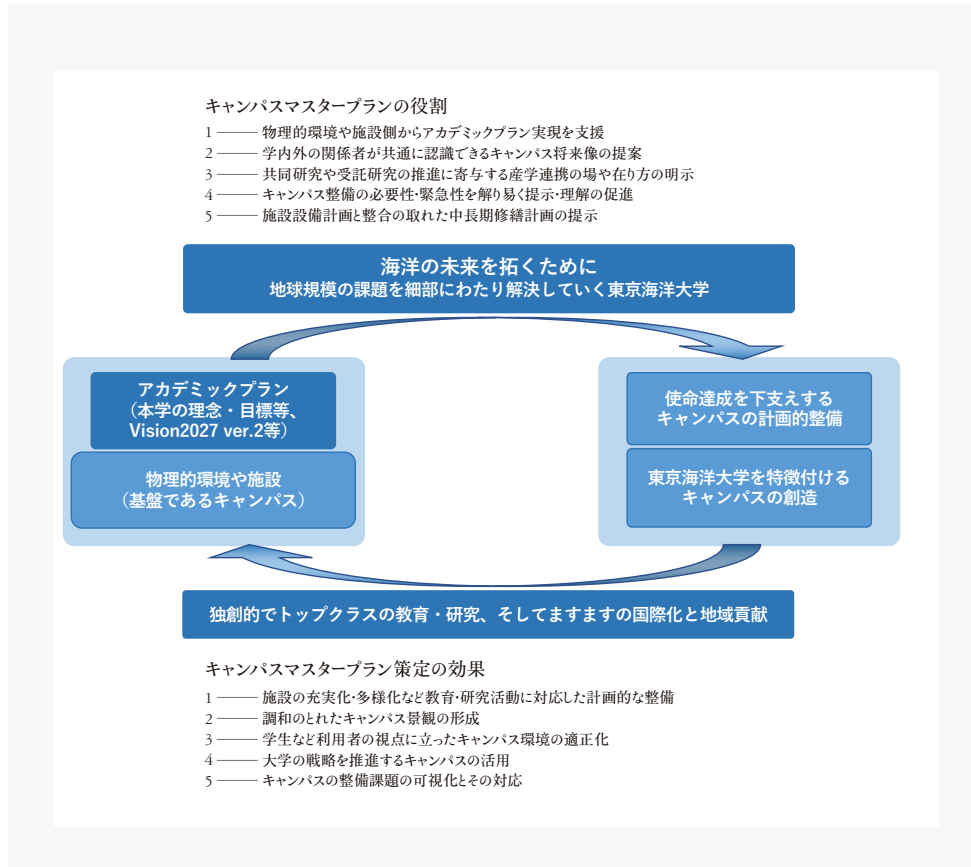 キャンパスマスタープランの役割
1 ─── 物理的環境や施設側からアカデミックプラン実現を支援
2 ─── 学内外の関係者が共通に認識できるキャンパス将来像の提案
3 ─── 共同研究や受託研究の推進に寄与する産学連携の場や在り方の明示
4 ─── キャンパス整備の必要性・緊急性を解り易く提示・理解の促進
5 ─── 施設設備計画と整合の取れた中長期修繕計画の提示
海洋の未来を拓くために
地球規模の課題を細部にわたり解決していく東京海洋大学
アカデミックプラン
（本学の理念・目標等、
Vision2027 ver.2等）
物理的環境や施設
（基盤であるキャンパス）
使命達成を下支えする
キャンパスの計画的整備
東京海洋大学を特徴付ける
キャンパスの創造
独創的でトップクラスの教育・研究、そしてますますの国際化と地域貢献
キャンパスマスタープラン策定の効果
1 ─── 施設の充実化・多様化など教育・研究活動に対応した計画的な整備
2 ─── 調和のとれたキャンパス景観の形成
3 ─── 学生など利用者の視点に立ったキャンパス環境の適正化
4 ─── 大学の戦略を推進するキャンパスの活用
5 ─── キャンパスの整備課題の可視化とその対応